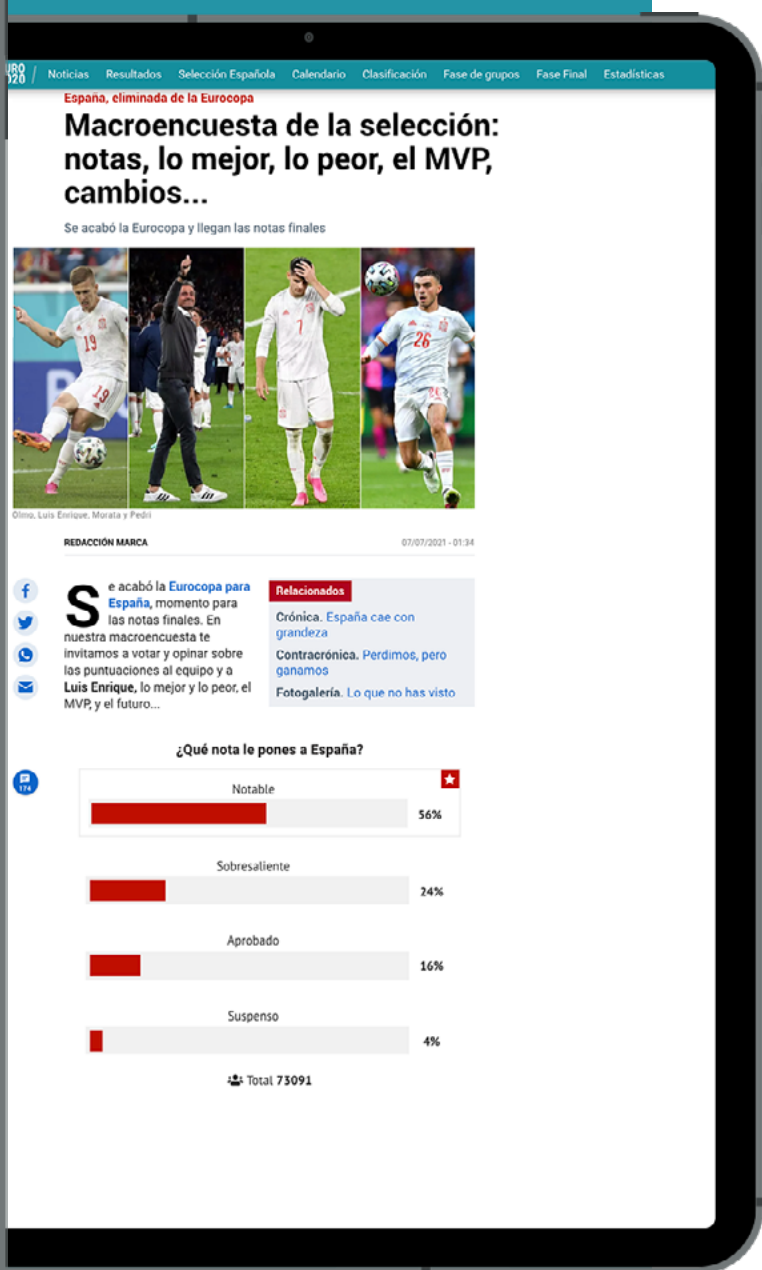 EURO
2020
Noticias Resultados Selección Española Calendario Clasificación Fase de grupos Fase Final Estadísticas
España, eliminada de la Eurocopa
Macroencuesta de la selección:
notas, lo mejor, lo peor, el MVP,
cambios...
Se acabó la Eurocopa y llegan las notas finales
19
19
7
26
26
Olmo, Luis Enrique, Morata y Pedri
REDACCIÓN MARCA
07/07/2021 - 01:34
Se acabó la Eurocopa para
España, momento para
las notas finales. En
nuestra macroencuesta te
invitamos a votar y opinar sobre
las puntuaciones al equipo y a
Luis Enrique, lo mejor y lo peor, el
MVP, y el futuro...
Relacionados
Crónica. España cae con
grandeza
Contracrónica. Perdimos, pero
ganamos
Fotogalería. Lo que no has visto
174
¿Qué nota le pones a España?
Notable
56%
Sobresaliente
24%
Aprobado
16%
Suspenso
4%
Total 73091